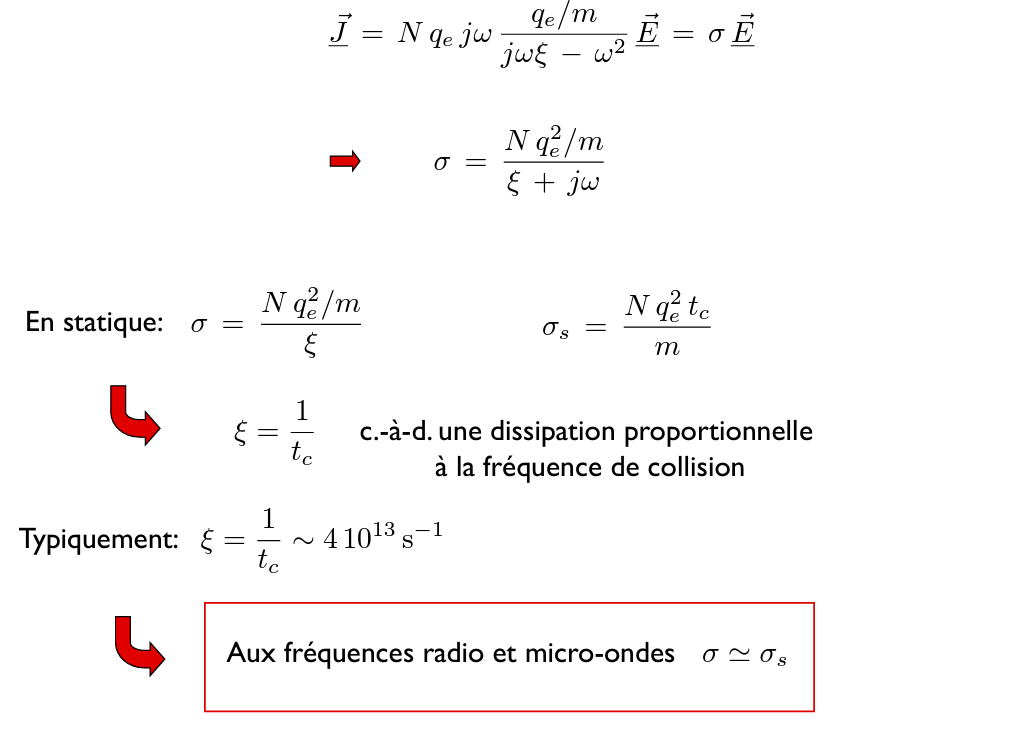 $\underline{\vec{J}} = N\, q_e\, j\omega\, \frac{q_e/m}{j\omega\xi - \omega^2}\, \underline{\vec{E}} = \sigma\, \underline{\vec{E}}$
$\sigma = \frac{N\, q_e^2/m}{\xi + j\omega}$
En statique: $\sigma = \frac{N\, q_e^2/m}{\xi}$ $\sigma_s = \frac{N\, q_e^2\, t_c}{m}$
$\xi = \frac{1}{t_c}$ c.-à-d. une dissipation proportionnelle
à la fréquence de collision
Typiquement: $\xi = \frac{1}{t_c} \sim 4\, 10^{13}\, \mathrm{s}^{-1}$
Aux fréquences radio et micro-ondes $\sigma \simeq \sigma_s$